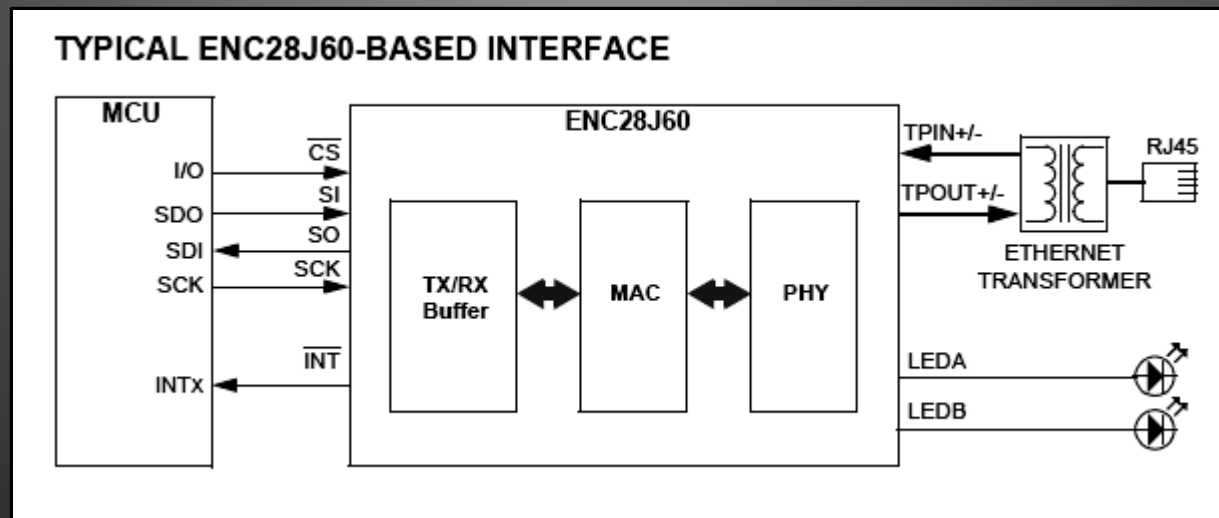 TYPICAL ENC28J60-BASED INTERFACE
MCU
I/O
SDO
SDI
SCK
INTx
CS
SI
SO
SCK
INT
ENC28J60
TX/RX
Buffer
MAC
PHY
TPIN+/-
TPOUT+/-
RJ45
ETHERNET
TRANSFORMER
LEDA
LEDB